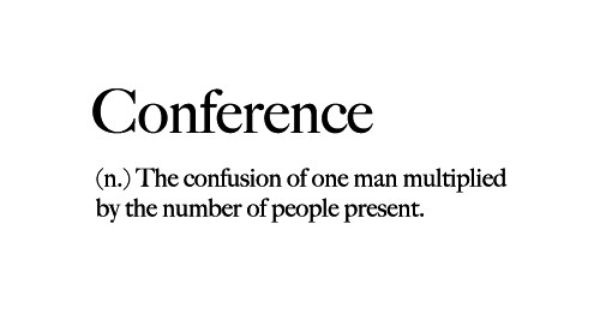 Conference
(n.) The confusion of one man multiplied
by the number of people present.